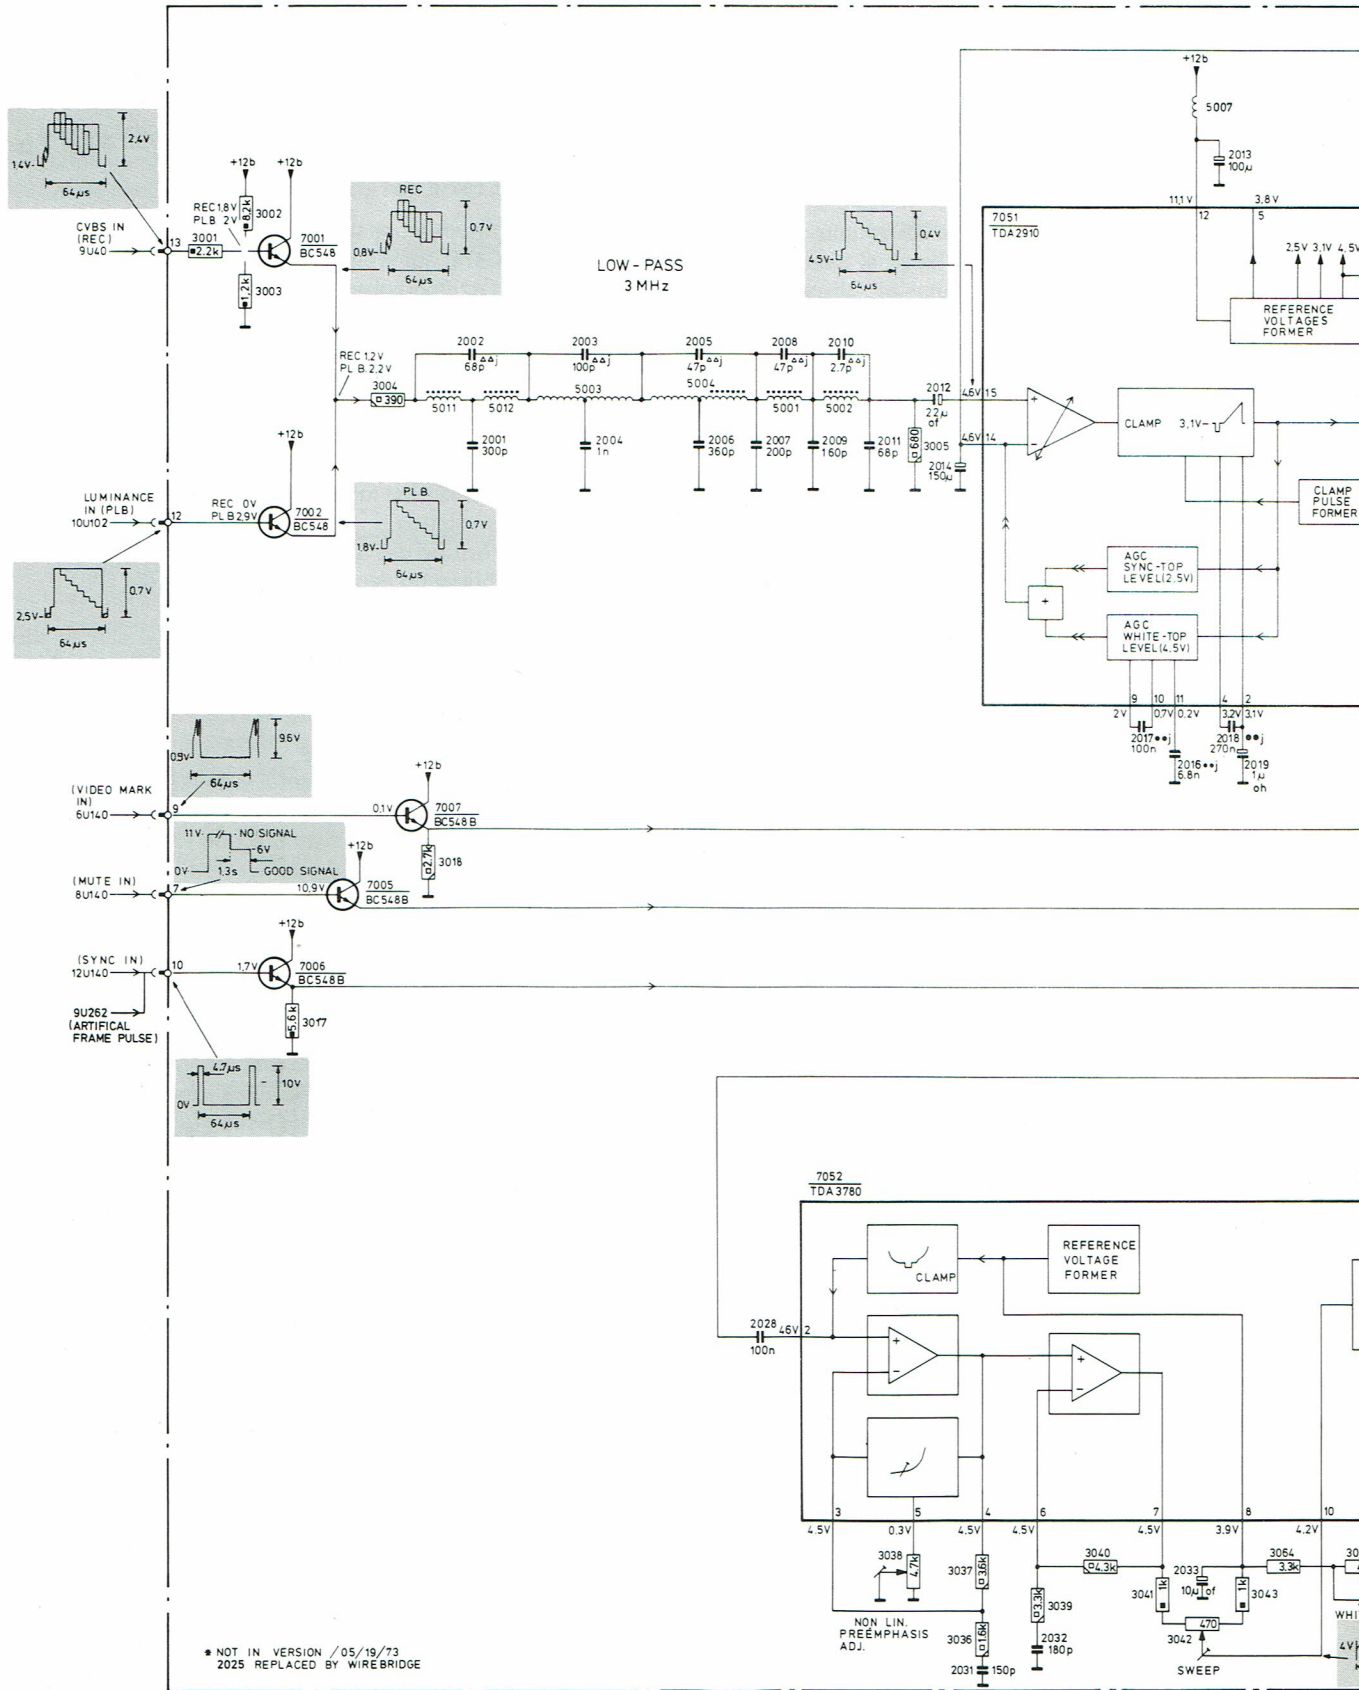 +12b
5007
2013
100µ
2,4V
1,4V
64µs
+12b
+12b
REC 1,8V
PLB 2V
8,2k
3002
CVBS IN
(REC)
9U40
13
3001
2.2k
7001
BC548
1,2k
3003
REC
0,7V
0,8V
64µs
LOW-PASS
3 MHz
0,4V
4.5V
64µs
11,1V
12
3,8V
5
7051
TDA2910
2,5V
3,1V
4,5V
REFERENCE
VOLTAGES
FORMER
REC 1,2V
PL B. 2,2V
3004
390
2002
68p
j
2003
100p
j
2005
47p
j
2008
47p
j
2010
2.7p
j
5011
5012
5003
5004
5001
5002
2001
300p
2004
1n
2006
360p
2007
200p
2009
160p
2011
68p
680
3005
2012
2.2µ
of
4,6V
15
4,6V
14
2014
150µ
+
−
CLAMP
3,1V
CLAMP
PULSE
FORMER
AGC
SYNC-TOP
LEVEL(2,5V)
+
AGC
WHITE-TOP
LEVEL(4,5V)
+12b
LUMINANCE
IN (PLB)
10U102
12
REC 0V
PL B 2,9V
7002
BC548
PL B
0,7V
1,8V
64µs
0,7V
2,5V
64µs
9
10
11
4
2
2V
0,7V
0,2V
3,2V
3,1V
2017
j
100n
2016
j
6.8n
2018
j
270n
2019
1µ
oh
9.6V
0,9V
64µs
(VIDEO MARK
IN)
6U140
9
0,1V
+12b
7007
BC548B
2.7k
3018
11V
NO SIGNAL
6V
0V
1,3s
GOOD SIGNAL
(MUTE IN)
8U140
7
10,9V
+12b
7005
BC548B
(SYNC IN)
12U140
10
1,7V
+12b
7006
BC548B
5.6k
3017
9U262
(ARTIFICAL
FRAME PULSE)
4.7µs
10V
0V
64µs
7052
TDA3780
CLAMP
REFERENCE
VOLTAGE
FORMER
2028
100n
46V
2
+
−
+
−
3
5
4
6
7
8
10
4.5V
0.3V
4.5V
4.5V
4.5V
3.9V
4.2V
3038
4.7k
3037
3.6k
3040
4.3k
3041
1k
2033
10µ
of
3064
3.3k
1k
3043
3.3k
3039
470
3042
SWEEP
NON LIN.
PREEMPHASIS
ADJ.
3036
1.6k
2031
150p
2032
180p
4V
* NOT IN VERSION /05/19/73
2025 REPLACED BY WIREBRIDGE